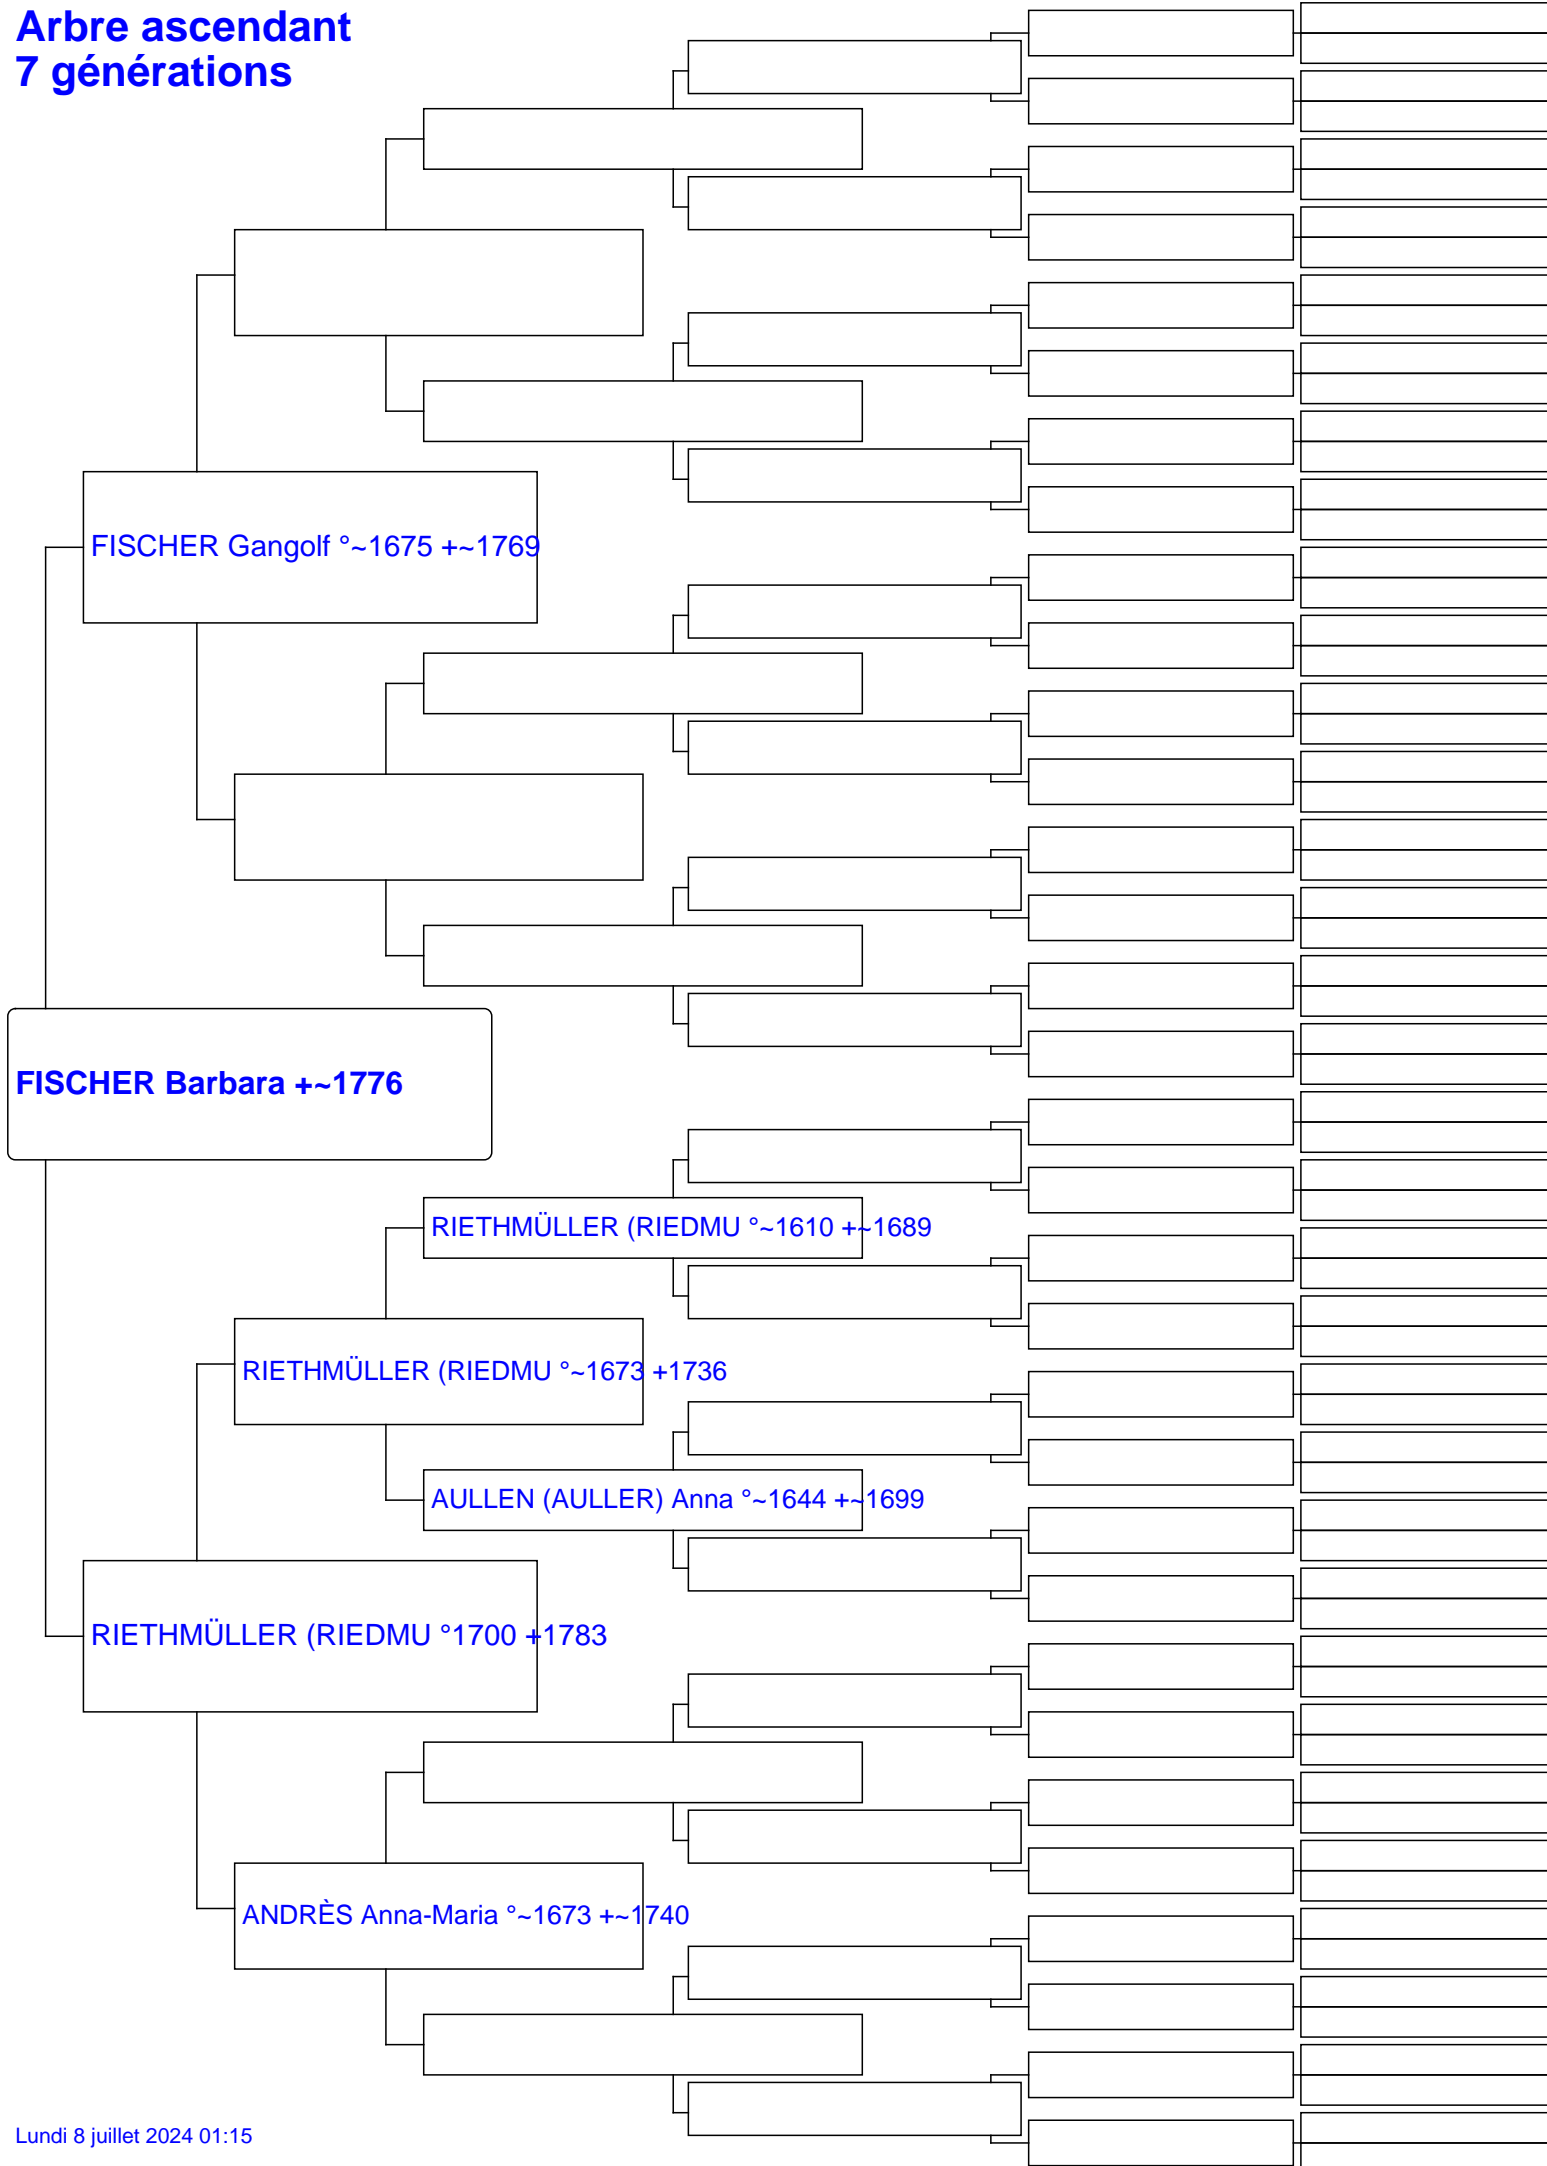 Arbre ascendant
7 générations
FISCHER Gangolf °~1675 +~1769
FISCHER Barbara +~1776
RIETHMÜLLER (RIEDMU °~1610 +~1689
RIETHMÜLLER (RIEDMU °~1673 +1736
AULLEN (AULLER) Anna °~1644 +~1699
RIETHMÜLLER (RIEDMU °1700 +1783
ANDRÈS Anna-Maria °~1673 +~1740
Lundi 8 juillet 2024 01:15